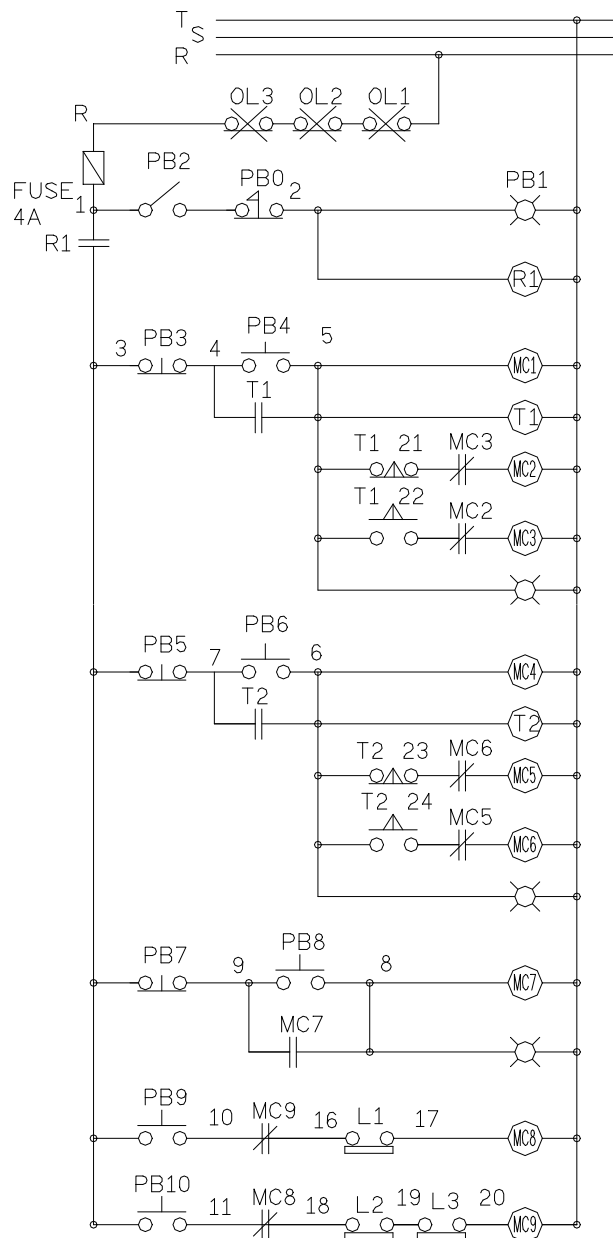 T
S
R
OL3 OL2 OL1
R
PB2
PB0 2
PB1
FUSE
4A
1
R1
R1
3 PB3 4 PB4 5
MC1
T1
T1
T1 21 MC3
MC2
T1 22 MC2
MC3
PB5 7 PB6 6
MC4
T2
T2
T2 23 MC6
MC5
T2 24 MC5
MC6
PB7 9 PB8 8
MC7
MC7
PB9 10 MC9 16 L1 17
MC8
PB10 11 MC8 18 L2 19 L3 20
MC9